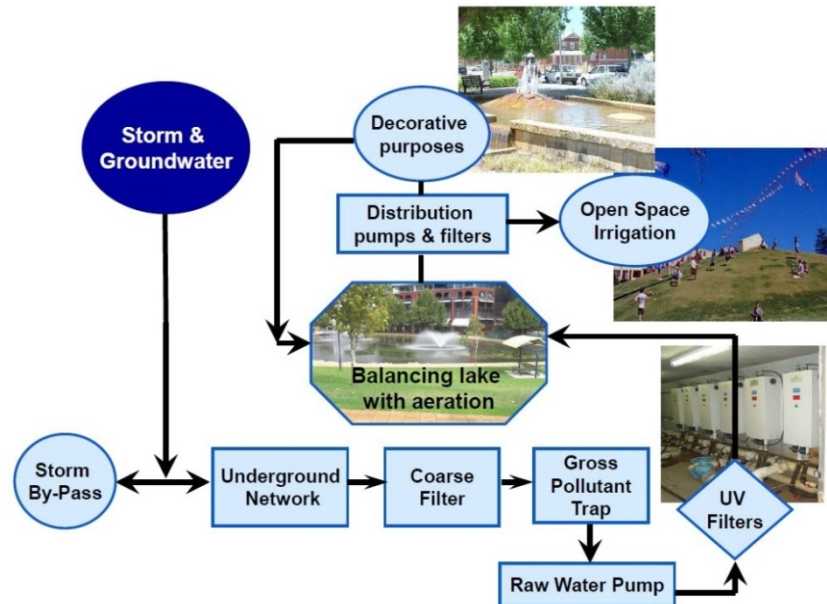 Storm &
Groundwater
Decorative
purposes
Distribution
pumps & filters
Open Space
Irrigation
Balancing lake
with aeration
Storm
By-Pass
Underground
Network
Coarse
Filter
Gross
Pollutant
Trap
UV
Filters
Raw Water Pump